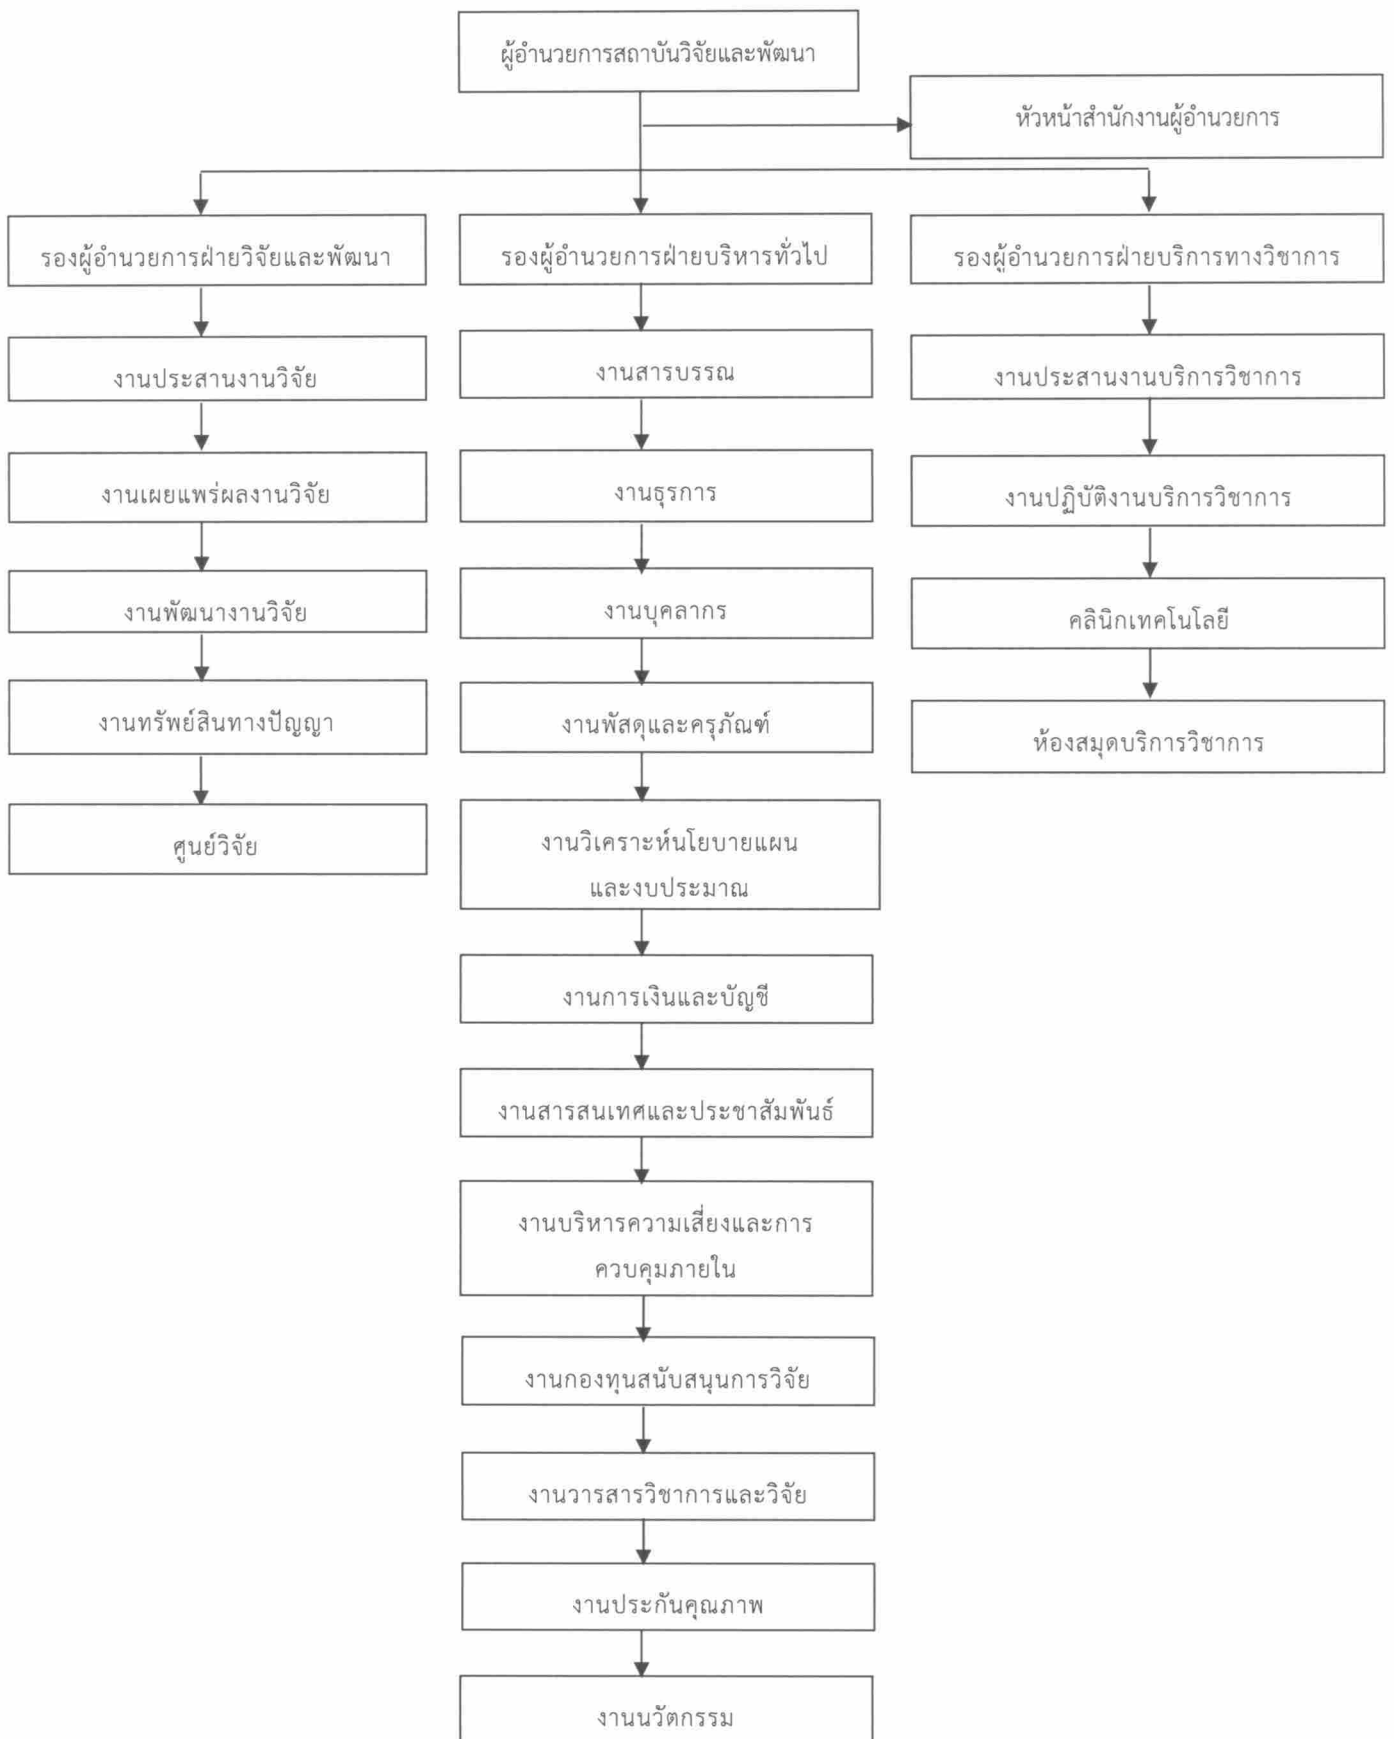 ผู้อำนวยการสถาบันวิจัยและพัฒนา
หัวหน้าสำนักงานผู้อำนวยการ
รองผู้อำนวยการฝ่ายวิจัยและพัฒนา
งานประสานงานวิจัย
งานเผยแพร่ผลงานวิจัย
งานพัฒนางานวิจัย
งานทรัพย์สินทางปัญญา
ศูนย์วิจัย
รองผู้อำนวยการฝ่ายบริหารทั่วไป
งานสารบรรณ
งานธุรการ
งานบุคลากร
งานพัสดุและครุภัณฑ์
งานวิเคราะห์นโยบายแผน
และงบประมาณ
งานการเงินและบัญชี
งานสารสนเทศและประชาสัมพันธ์
งานบริหารความเสี่ยงและการ
ควบคุมภายใน
งานกองทุนสนับสนุนการวิจัย
งานวารสารวิชาการและวิจัย
งานประกันคุณภาพ
งานนวัตกรรม
รองผู้อำนวยการฝ่ายบริการทางวิชาการ
งานประสานงานบริการวิชาการ
งานปฏิบัติงานบริการวิชาการ
คลินิกเทคโนโลยี
ห้องสมุดบริการวิชาการ